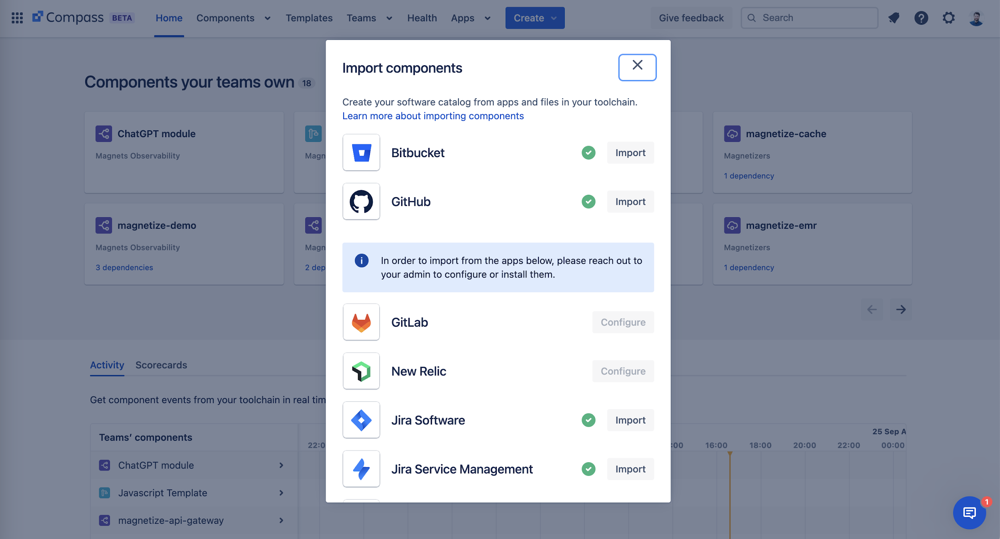 Compass BETA Home Components Templates Teams Health Apps Create Give feedback Search
Components your teams own 18
ChatGPT module
Magnets Observability
Magn
magnetize-cache
Magnetizers
1 dependency
magnetize-demo
Magnets Observability
3 dependencies
Magn
2 dep
magnetize-emr
Magnetizers
1 dependency
Activity Scorecards
Get component events from your toolchain in real tim
Teams’ components
25 Sep A
22:0
:00 16:00 18:00 20:00 22:00 00:00
ChatGPT module
Javascript Template
magnetize-api-gateway
Import components
Create your software catalog from apps and files in your toolchain.
Learn more about importing components
Bitbucket Import
GitHub Import
In order to import from the apps below, please reach out to
your admin to configure or install them.
GitLab Configure
New Relic Configure
Jira Software Import
Jira Service Management Import
1